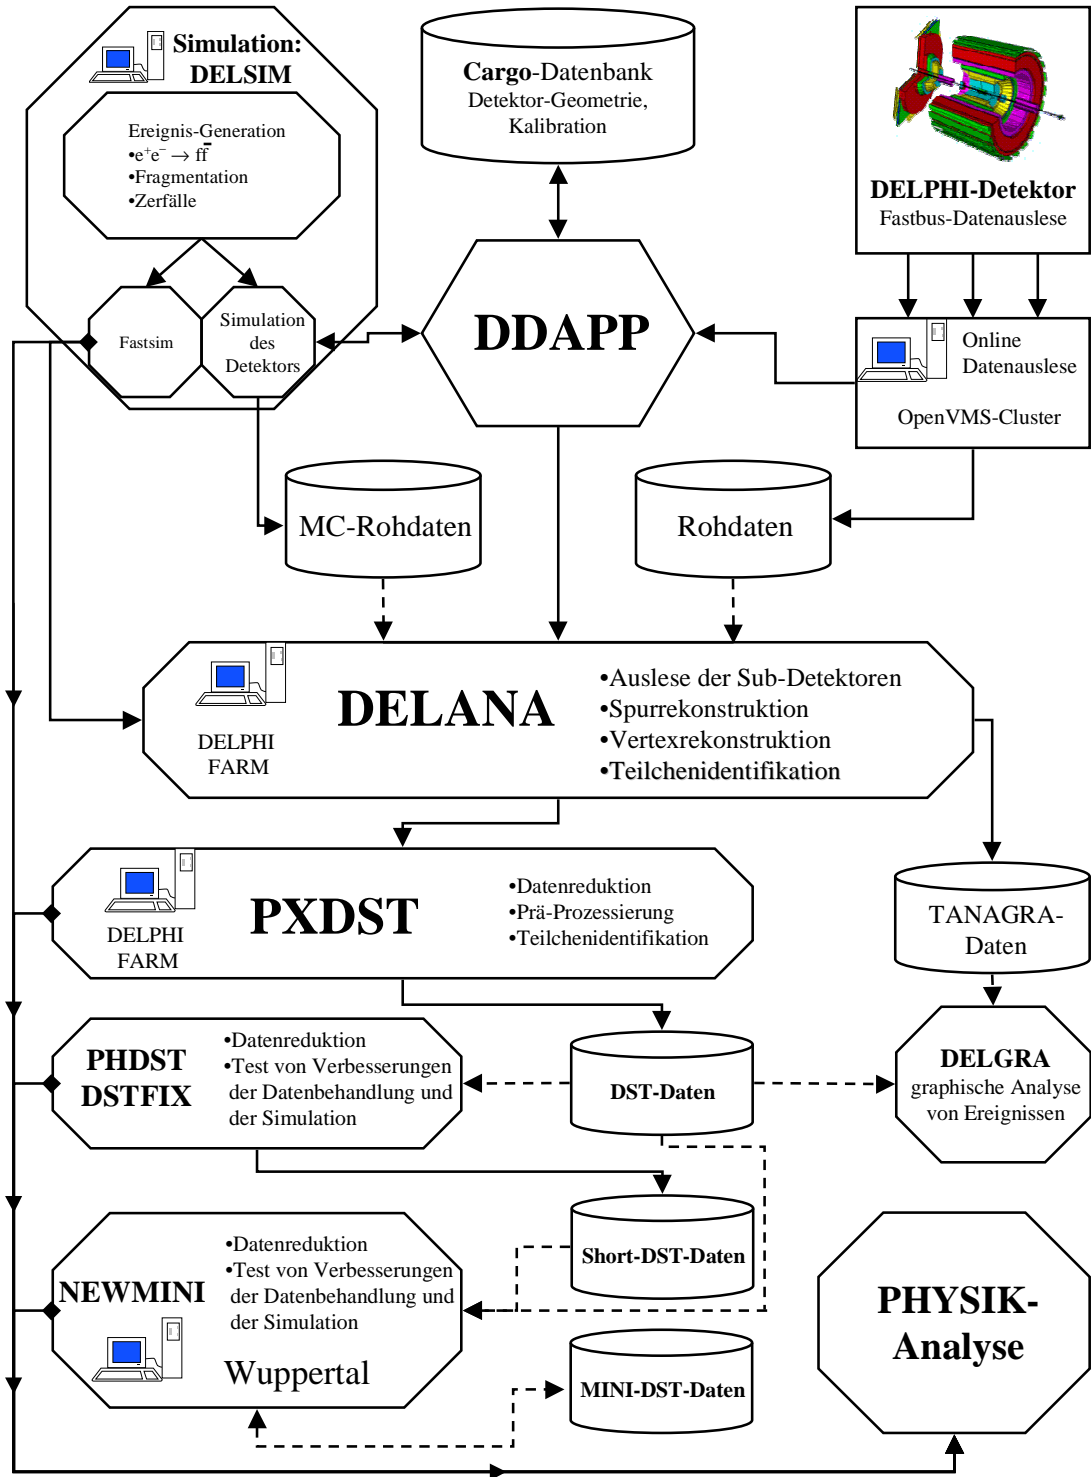 Simulation:
DELSIM
Ereignis-Generation
•e⁺e⁻ → ff̄
•Fragmentation
•Zerfälle
Fastsim
Simulation
des
Detektors
Cargo-Datenbank
Detektor-Geometrie,
Kalibration
DELPHI-Detektor
Fastbus-Datenauslese
DDAPP
Online
Datenauslese
OpenVMS-Cluster
MC-Rohdaten
Rohdaten
DELPHI
FARM
DELANA
•Auslese der Sub-Detektoren
•Spurrekonstruktion
•Vertexrekonstruktion
•Teilchenidentifikation
DELPHI
FARM
PXDST
•Datenreduktion
•Prä-Prozessierung
•Teilchenidentifikation
TANAGRA-
Daten
PHDST
DSTFIX
•Datenreduktion
•Test von Verbesserungen
der Datenbehandlung und
der Simulation
DST-Daten
DELGRA
graphische Analyse
von Ereignissen
Short-DST-Daten
NEWMINI
•Datenreduktion
•Test von Verbesserungen
der Datenbehandlung und
der Simulation
Wuppertal
MINI-DST-Daten
PHYSIK-
Analyse